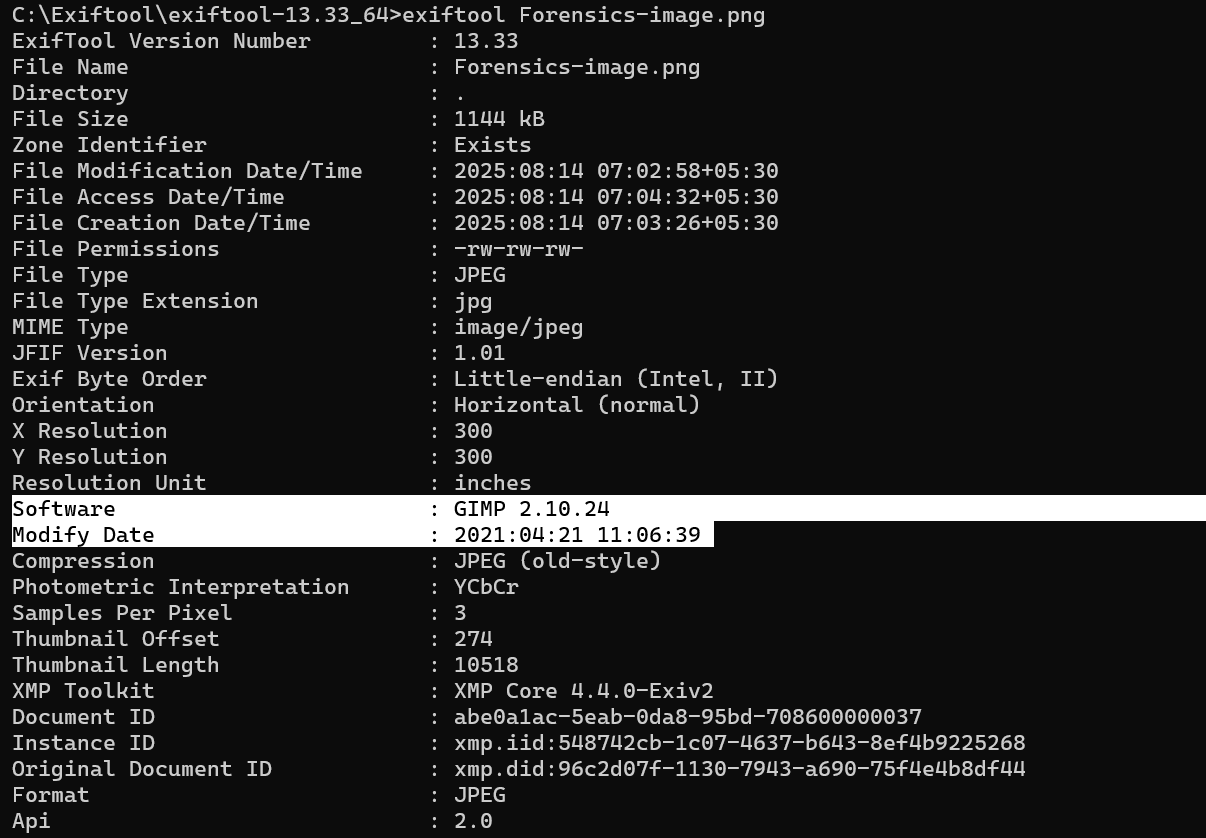 C:\Exiftool\exiftool-13.33_64>exiftool Forensics-image.png
ExifTool Version Number         : 13.33
File Name                       : Forensics-image.png
Directory                       : .
File Size                       : 1144 kB
Zone Identifier                 : Exists
File Modification Date/Time     : 2025:08:14 07:02:58+05:30
File Access Date/Time           : 2025:08:14 07:04:32+05:30
File Creation Date/Time         : 2025:08:14 07:03:26+05:30
File Permissions                : -rw-rw-rw-
File Type                       : JPEG
File Type Extension             : jpg
MIME Type                       : image/jpeg
JFIF Version                    : 1.01
Exif Byte Order                 : Little-endian (Intel, II)
Orientation                     : Horizontal (normal)
X Resolution                    : 300
Y Resolution                    : 300
Resolution Unit                 : inches
Software                        : GIMP 2.10.24
Modify Date                     : 2021:04:21 11:06:39
Compression                     : JPEG (old-style)
Photometric Interpretation      : YCbCr
Samples Per Pixel               : 3
Thumbnail Offset                : 274
Thumbnail Length                : 10518
XMP Toolkit                     : XMP Core 4.4.0-Exiv2
Document ID                     : abe0a1ac-5eab-0da8-95bd-708600000037
Instance ID                     : xmp.iid:548742cb-1c07-4637-b643-8ef4b9225268
Original Document ID            : xmp.did:96c2d07f-1130-7943-a690-75f4e4b8df44
Format                          : JPEG
Api                             : 2.0